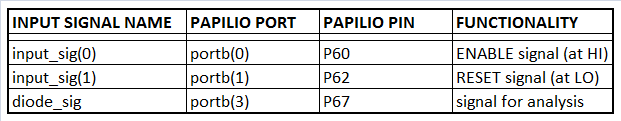 INPUT SIGNAL NAME PAPILIO PORT PAPILIO PIN FUNCTIONALITY
input_sig(0) portb(0) P60 ENABLE signal (at HI)
input_sig(1) portb(1) P62 RESET signal (at LO)
diode_sig portb(3) P67 signal for analysis